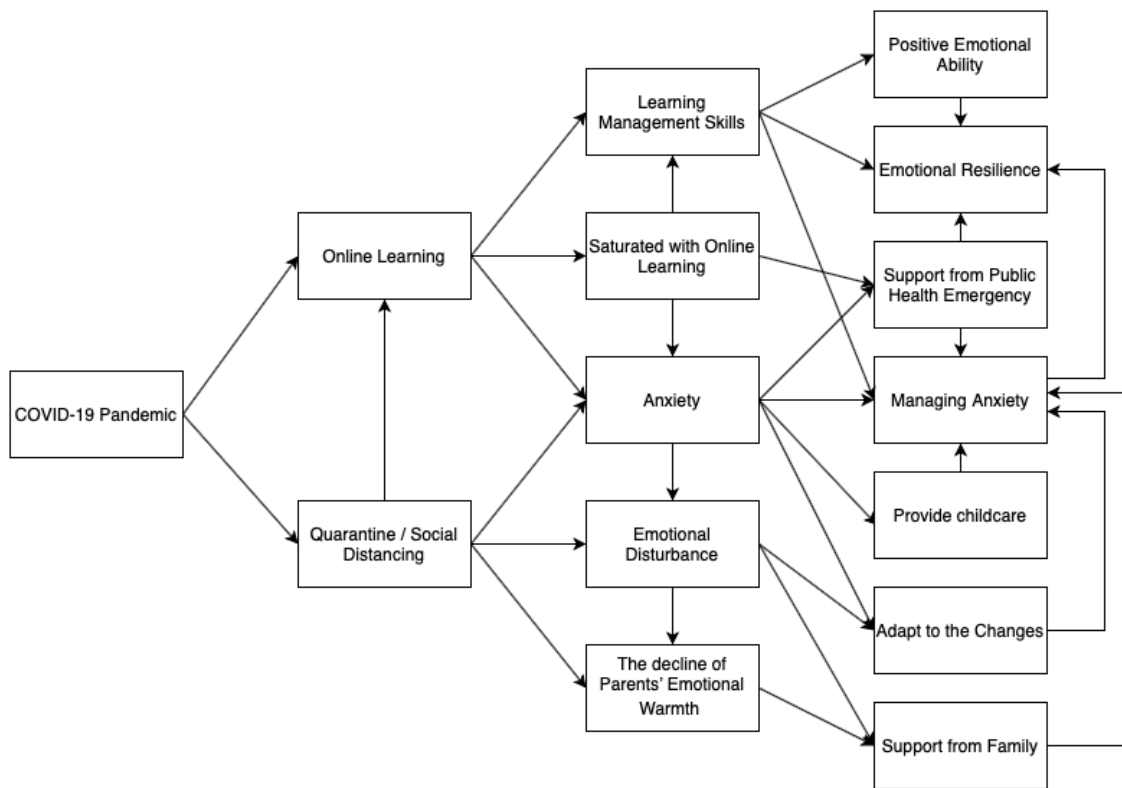 COVID-19 Pandemic
Online Learning
Quarantine / Social
Distancing
Learning
Management Skills
Saturated with Online
Learning
Anxiety
Emotional
Disturbance
The decline of
Parents' Emotional
Warmth
Positive Emotional
Ability
Emotional Resilience
Support from Public
Health Emergency
Managing Anxiety
Provide childcare
Adapt to the Changes
Support from Family